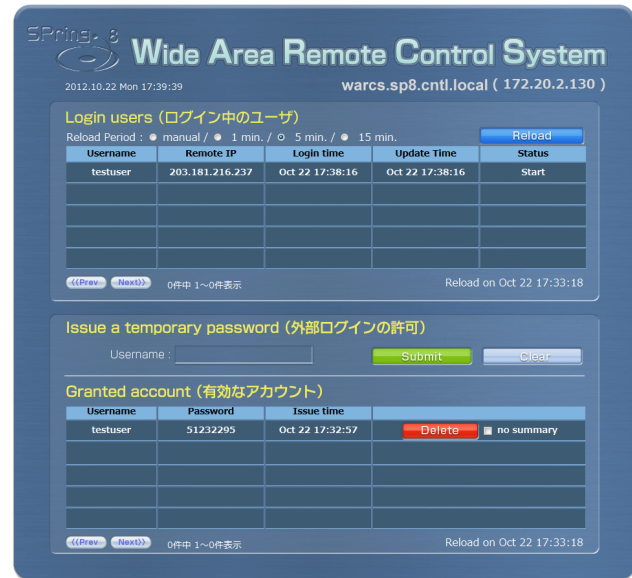 SPring. 8
Wide Area Remote Control System
2012.10.22 Mon 17:39:39
warcs.sp8.cntl.local ( 172.20.2.130 )
Login users (ログイン中のユーザ)
Reload Period : manual / 1 min. / 5 min. / 15 min.
Reload
Username Remote IP Login time Update Time Status
testuser 203.181.216.237 Oct 22 17:38:16 Oct 22 17:38:16 Start
⟨⟨Prev Next⟩⟩ 0件中 1〜0件表示 Reload on Oct 22 17:33:18
Issue a temporary password (外部ログインの許可)
Username : Submit Clear
Granted account (有効なアカウント)
Username Password Issue time
testuser 51232295 Oct 22 17:32:57 Delete no summary
⟨⟨Prev Next⟩⟩ 0件中 1〜0件表示 Reload on Oct 22 17:33:18